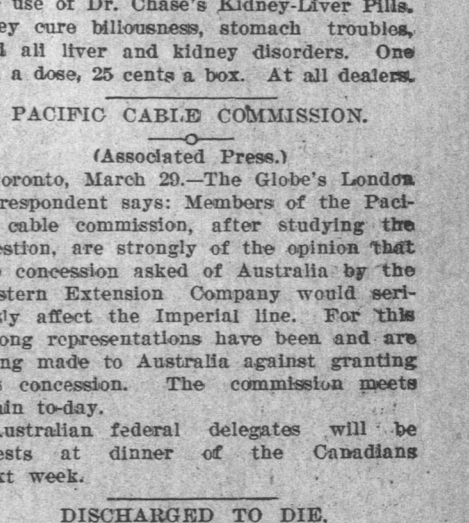 use of Dr. Chase's Kidney-Liver Pills.
ey cure biliousness, stomach troubles,
l all liver and kidney disorders. One
a dose, 25 cents a box. At all dealers.
PACIFIC CABLE COMMISSION.
(Associated Press.)
oronto, March 29.—The Globe's London
respondent says: Members of the Paci-
cable commission, after studying the
estion, are strongly of the opinion that
concession asked of Australia by the
stern Extension Company would seri-
ly affect the Imperial line. For this
ong representations have been and are
ng made to Australia against granting
s concession. The commission meets
ain to-day.
ustralian federal delegates will be
ests at dinner of the Canadians
xt week.
DISCHARGED TO DIE.